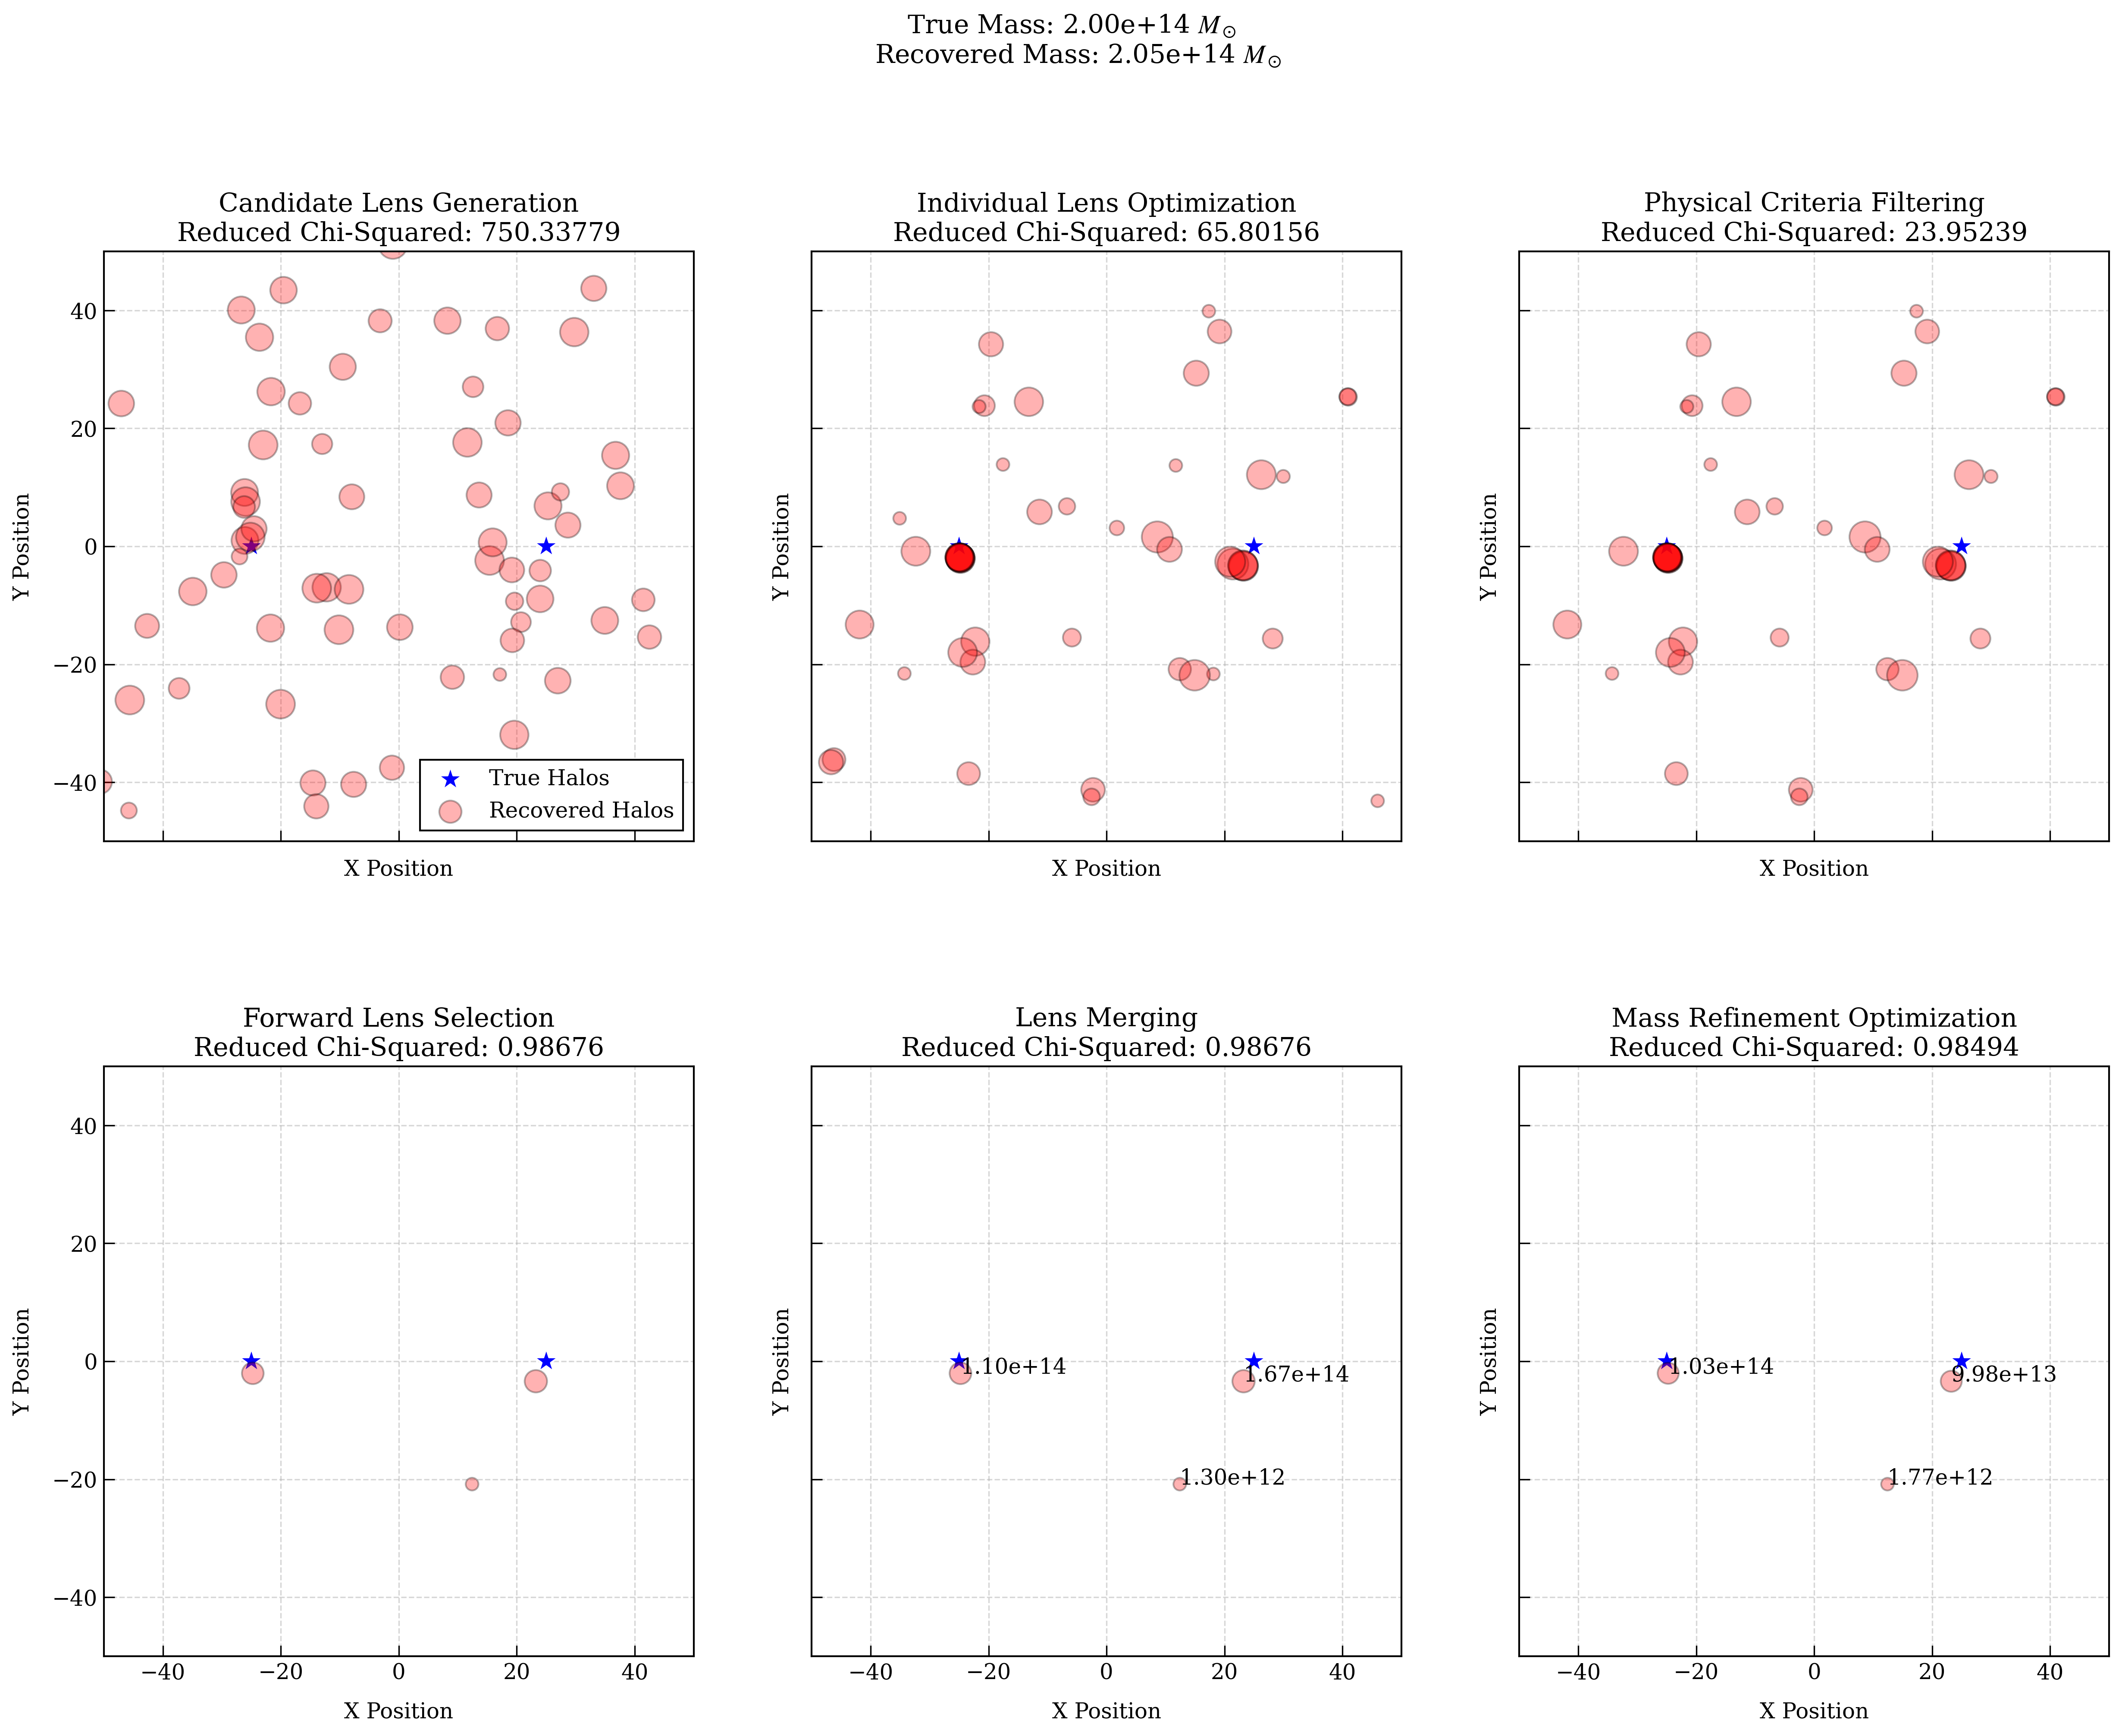 True Mass: 2.00e+14 M⊙
Recovered Mass: 2.05e+14 M⊙
Candidate Lens Generation
Reduced Chi-Squared: 750.33779
Y Position
40
20
0
−20
−40
True Halos
Recovered Halos
X Position
Individual Lens Optimization
Reduced Chi-Squared: 65.80156
Y Position
X Position
Physical Criteria Filtering
Reduced Chi-Squared: 23.95239
Y Position
X Position
Forward Lens Selection
Reduced Chi-Squared: 0.98676
Y Position
40
20
0
−20
−40
−40 −20 0 20 40
X Position
Lens Merging
Reduced Chi-Squared: 0.98676
Y Position
1.10e+14
1.67e+14
1.30e+12
−40 −20 0 20 40
X Position
Mass Refinement Optimization
Reduced Chi-Squared: 0.98494
Y Position
1.03e+14
9.98e+13
1.77e+12
−40 −20 0 20 40
X Position